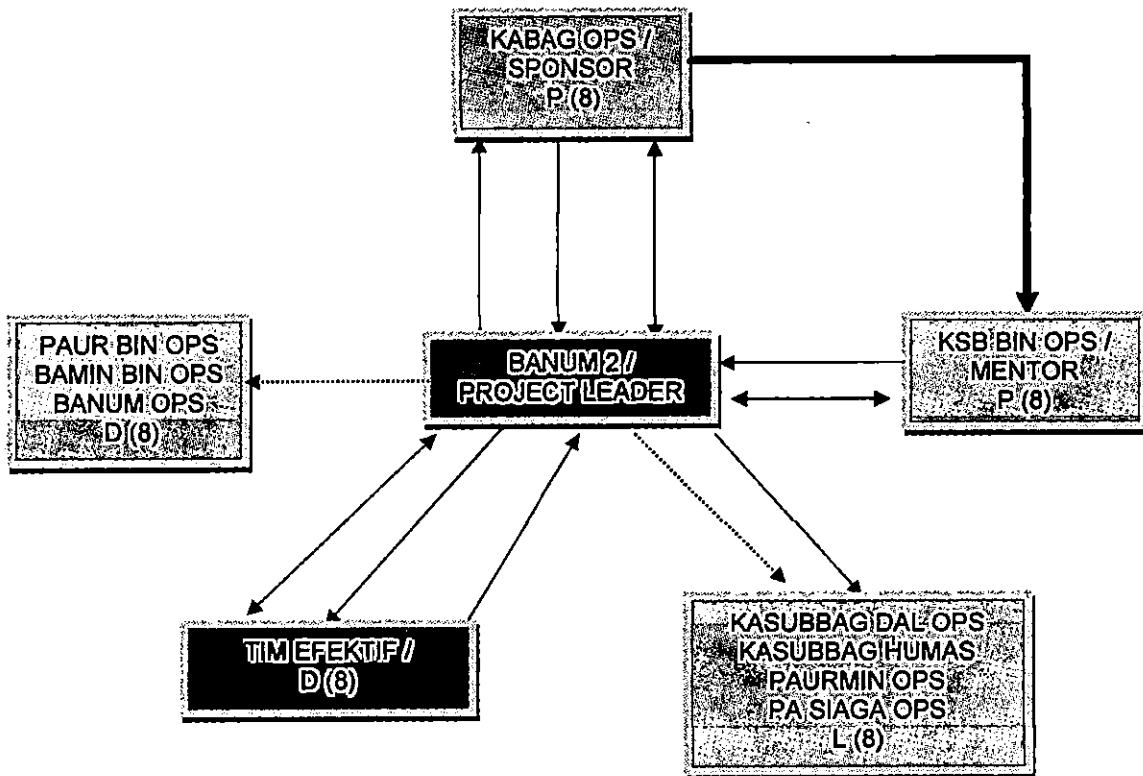 KABAG OPS /
SPONSOR
P (8)
PAUR BIN OPS
BAMIN BIN OPS
BANUM OPS
D (8)
BANUM 2 /
PROJECT LEADER
KSB BIN OPS /
MENTOR
P (8)
TIM EFEKTIF /
D (8)
KASUBBAG DAL OPS
KASUBBAG HUMAS
PAURMIN OPS
PA SIAGA OPS
L (8)